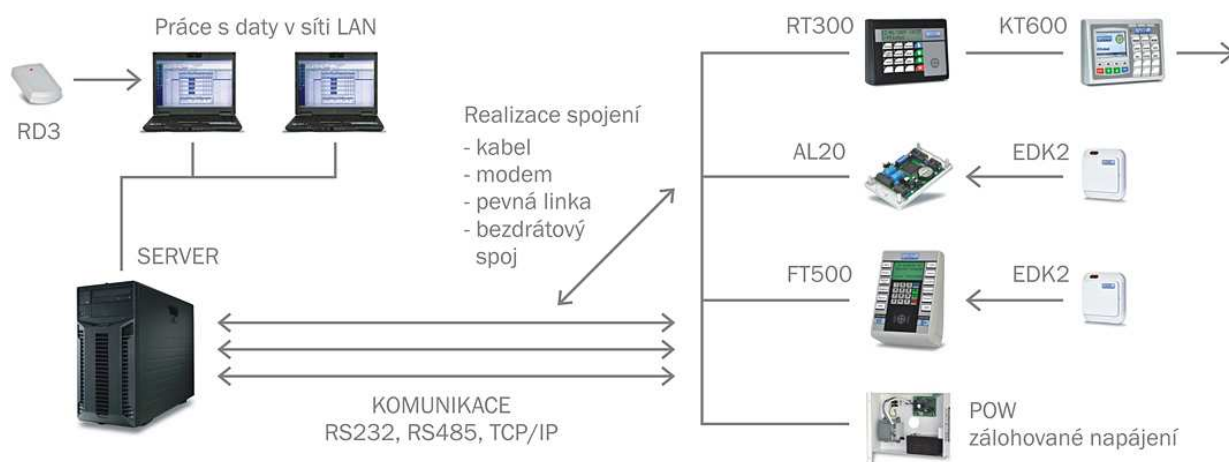 Práce s daty v síti LAN
RD3
SERVER
Realizace spojení
- kabel
- modem
- pevná linka
- bezdrátový
spoj
KOMUNIKACE
RS232, RS485, TCP/IP
RT300
KT600
AL20
EDK2
FT500
EDK2
POW
zálohované napájení